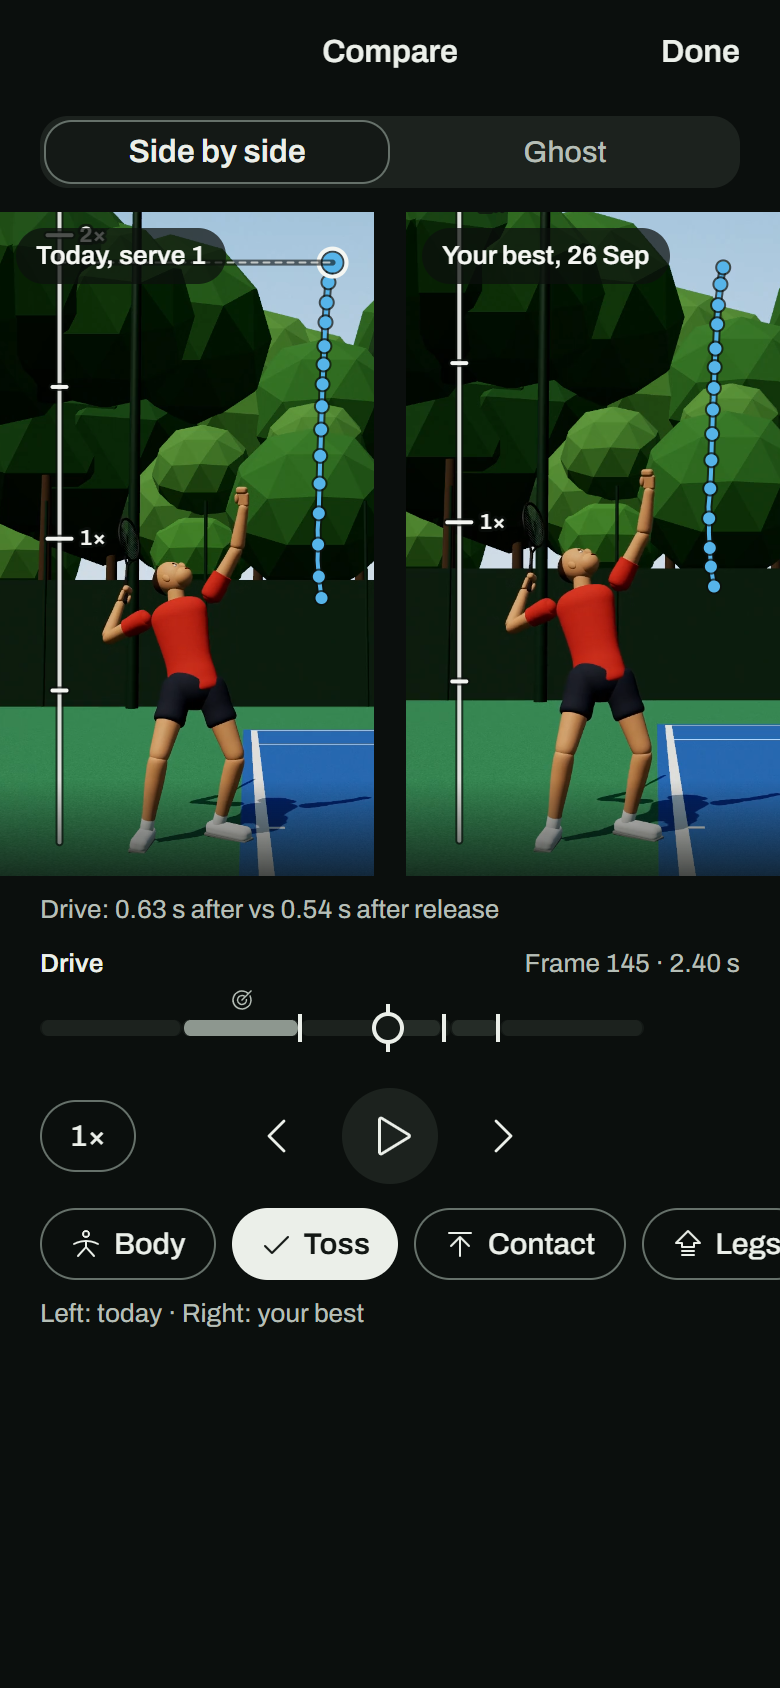 Compare
Done
Side by side
Ghost
2×
Today, serve 1
Your best, 26 Sep
1×
1×
Drive: 0.63 s after vs 0.54 s after release
Drive
Frame 145 · 2.40 s
1×
Body
Toss
Contact
Legs
Left: today · Right: your best